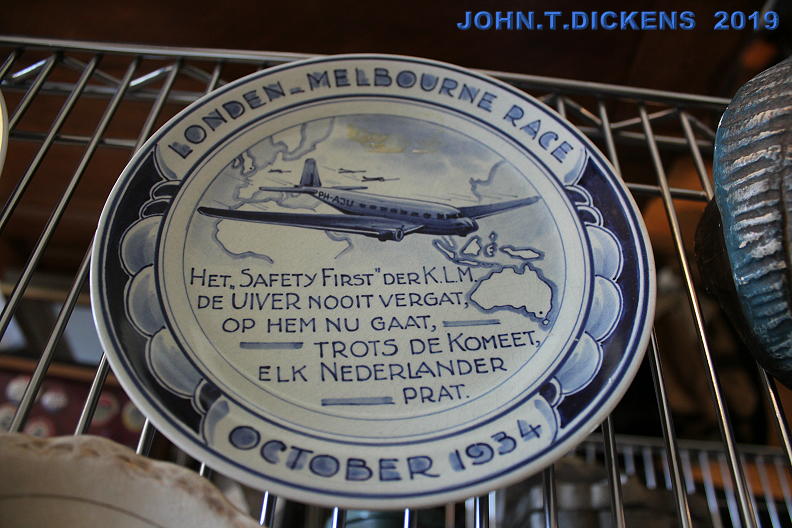 JOHN.T.DICKENS 2019
LONDEN-MELBOURNE RACE
PH-AJU
HET „SAFETY FIRST" DER K.L.M.
DE UIVER NOOIT VERGAT,
OP HEM NU GAAT, —
— TROTS DE KOMEET,
ELK NEDERLANDER
— PRAT.
OCTOBER 1934